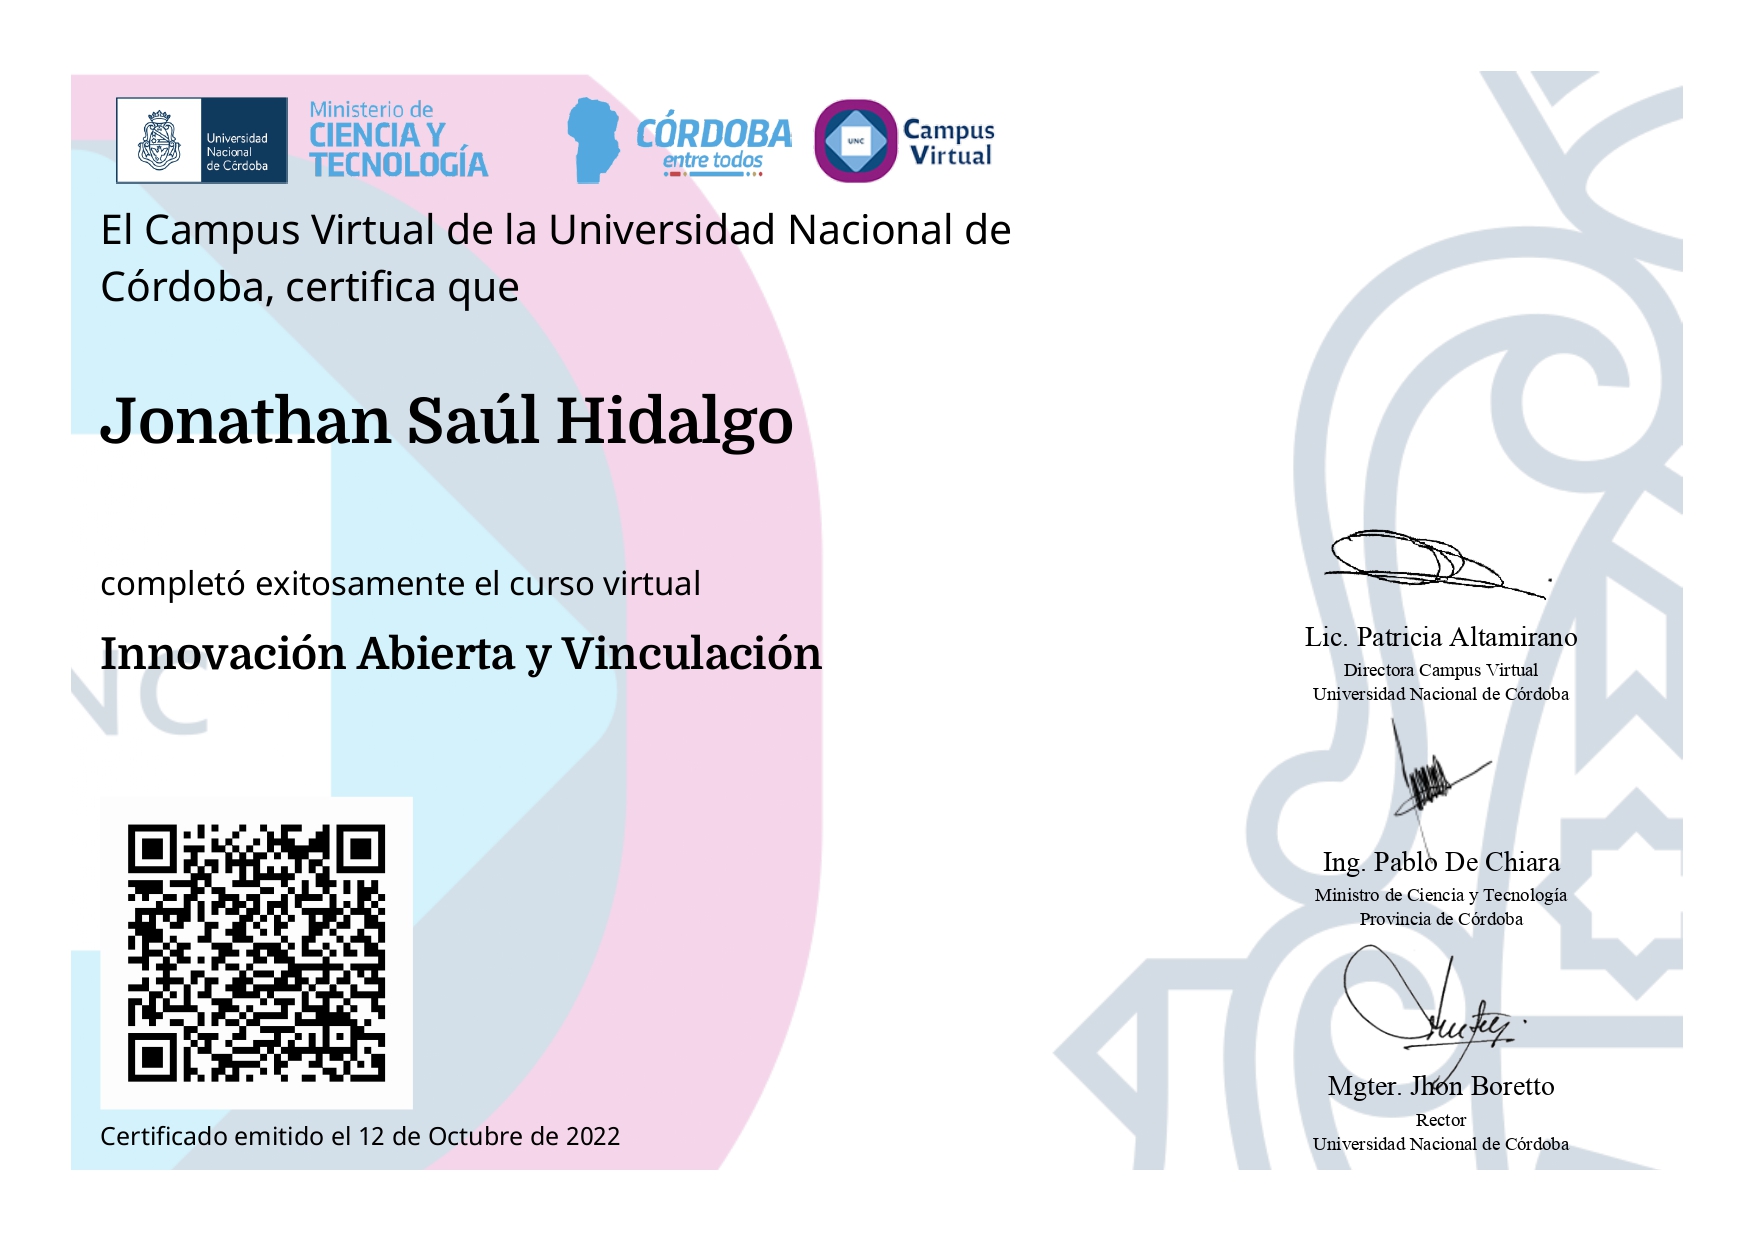 Universidad
Nacional
de Córdoba
Ministerio de
CIENCIA Y
TECNOLOGÍA
CÓRDOBA
entre todos
UNC
Campus
Virtual
El Campus Virtual de la Universidad Nacional de
Córdoba, certifica que
Jonathan Saúl Hidalgo
completó exitosamente el curso virtual
Innovación Abierta y Vinculación
NC
Certificado emitido el 12 de Octubre de 2022
Lic. Patricia Altamirano
Directora Campus Virtual
Universidad Nacional de Córdoba
Ing. Pablo De Chiara
Ministro de Ciencia y Tecnología
Provincia de Córdoba
Mgter. Jhon Boretto
Rector
Universidad Nacional de Córdoba